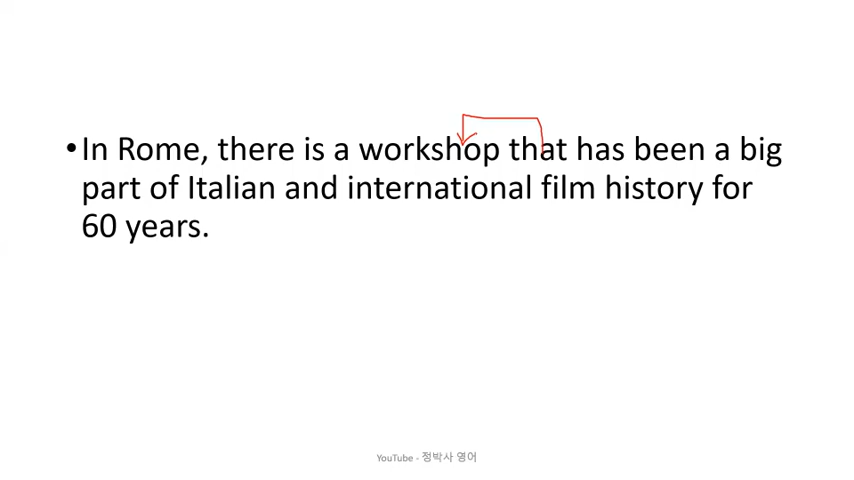 •In Rome, there is a workshop that has been a big
part of Italian and international film history for
60 years.
YouTube - 정박사 영어